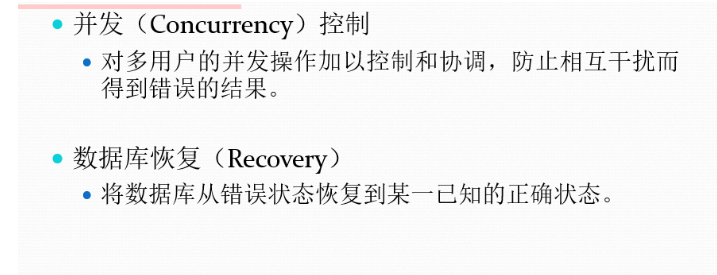 并发（Concurrency）控制
对多用户的并发操作加以控制和协调，防止相互干扰而
得到错误的结果。
数据库恢复（Recovery）
将数据库从错误状态恢复到某一已知的正确状态。